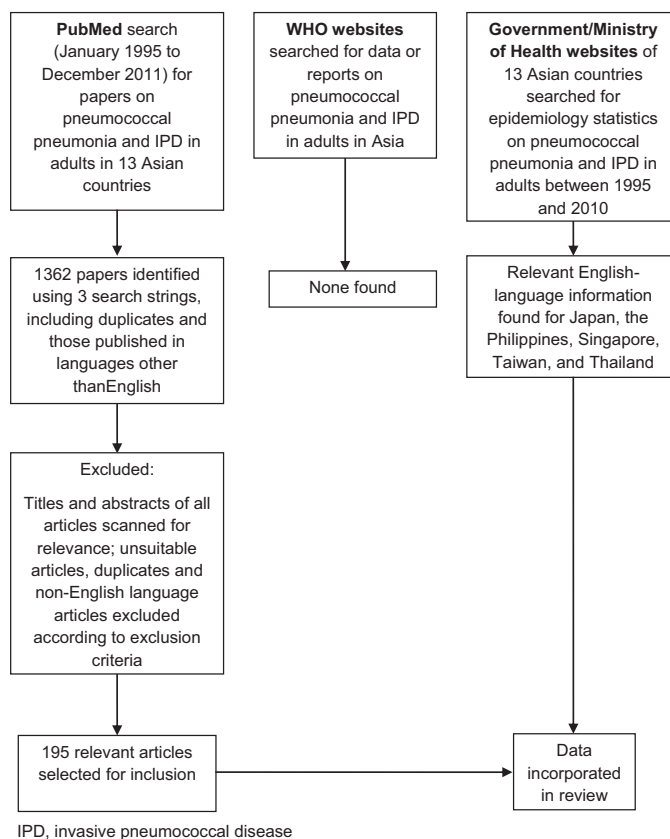 PubMed search
(January 1995 to
December 2011) for
papers on
pneumococcal
pneumonia and IPD in
adults in 13 Asian
countries
WHO websites
searched for data or
reports on
pneumococcal
pneumonia and IPD
in adults in Asia
Government/Ministry
of Health websites of
13 Asian countries
searched for
epidemiology statistics
on pneumococcal
pneumonia and IPD in
adults between 1995
and 2010
1362 papers identified
using 3 search strings,
including duplicates and
those published in
languages other
thanEnglish
None found
Relevant English-
language information
found for Japan, the
Philippines, Singapore,
Taiwan, and Thailand
Excluded:
Titles and abstracts of all
articles scanned for
relevance; unsuitable
articles, duplicates and
non-English language
articles excluded
according to exclusion
criteria
195 relevant articles
selected for inclusion
Data
incorporated
in review
IPD, invasive pneumococcal disease